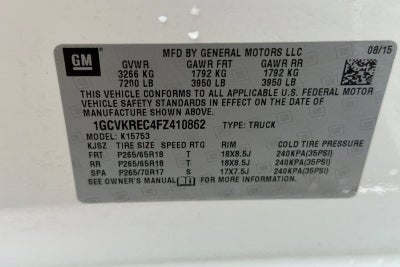 GM
MFD BY GENERAL MOTORS LLC 08/15
GVWR GAWR FRT GAWR RR
3266 KG 1792 KG 1792 KG
7200 LB 3950 LB 3950 LB
THIS VEHICLE CONFORMS TO ALL APPLICABLE U.S. FEDERAL MOTOR
VEHICLE SAFETY, BUMPER, AND THEFT PREVENTION STANDARDS
IN EFFECT ON THE DATE OF MANUFACTURE SHOWN ABOVE.
1GCVKREC4FZ410862 TYPE: TRUCK
MODEL: K15753
KJSZ TIRE SIZE SPEED RTG RIM COLD TIRE PRESSURE
FRT P265/65R18 T 18X8.5J 240KPA(35PSI)
RR P265/65R18 T 18X8.5J 240KPA(35PSI)
SPA P265/70R17 S 17X7.5J 240KPA(35PSI)
SEE OWNER'S MANUAL FOR MORE INFORMATION.